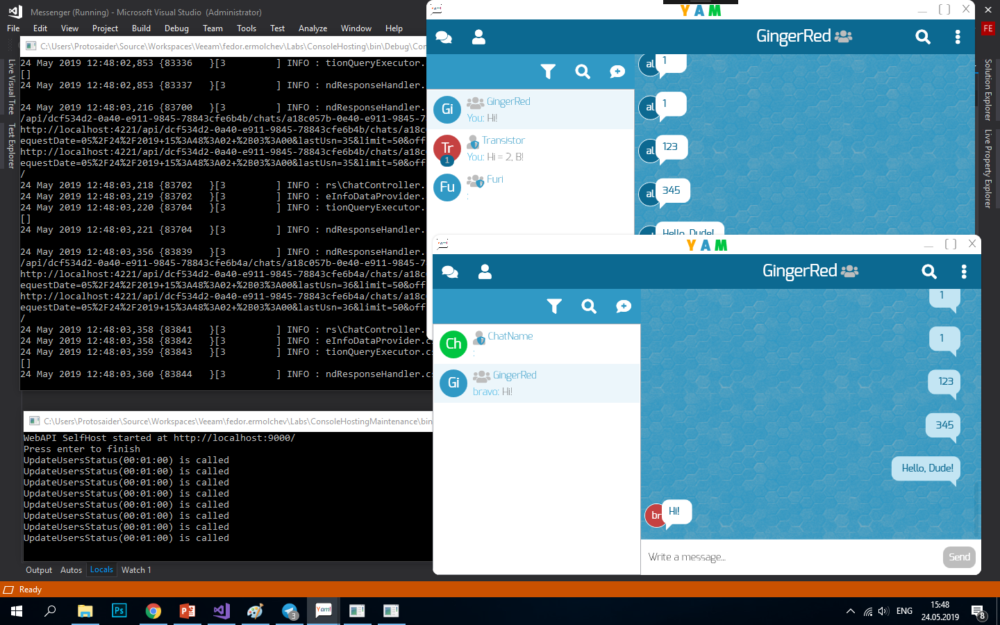 Messenger (Running) - Microsoft Visual Studio (Administrator)
File Edit View Project Build Debug Team Tools Test Analyze Window Help
FE
Live Visual Tree
Test Explorer
Solution Explorer
Live Property Explorer
C:\Users\Protosaider\Source\Workspaces\Veeam\fedor.ermolchev\Labs\ConsoleHosting\bin\Debug\Con
24 May 2019 12:48:02,853 {83336 }[3 ] INFO : tionQueryExecutor.
[]
24 May 2019 12:48:02,853 {83337 }[3 ] INFO : ndResponseHandler.
24 May 2019 12:48:03,216 {83700 }[3 ] INFO : ndResponseHandler.
/api/dcf534d2-0a40-e911-9845-78843cfe6b4b/chats/a18c057b-0e40-e911-9845-7
http://localhost:4221/api/dcf534d2-0a40-e911-9845-78843cfe6b4b/chats/a18c
equestDate=05%2F24%2F2019+15%3A48%3A02+%2B03%3A00&lastUsn=35&limit=50&off
http://localhost:4221/api/dcf534d2-0a40-e911-9845-78843cfe6b4b/chats/a18c
equestDate=05%2F24%2F2019+15%3A48%3A02+%2B03%3A00&lastUsn=35&limit=50&off
/
24 May 2019 12:48:03,218 {83702 }[3 ] INFO : rs\ChatController.
24 May 2019 12:48:03,219 {83702 }[3 ] INFO : eInfoDataProvider.
24 May 2019 12:48:03,220 {83704 }[3 ] INFO : tionQueryExecutor.
[]
24 May 2019 12:48:03,221 {83704 }[3 ] INFO : ndResponseHandler.
24 May 2019 12:48:03,356 {83839 }[3 ] INFO : ndResponseHandler.
/api/dcf534d2-0a40-e911-9845-78843cfe6b4a/chats/a18c057b-0e40-e911-9845-7
http://localhost:4221/api/dcf534d2-0a40-e911-9845-78843cfe6b4a/chats/a18c
equestDate=05%2F24%2F2019+15%3A48%3A02+%2B03%3A00&lastUsn=36&limit=50&off
http://localhost:4221/api/dcf534d2-0a40-e911-9845-78843cfe6b4a/chats/a18c
equestDate=05%2F24%2F2019+15%3A48%3A02+%2B03%3A00&lastUsn=36&limit=50&off
/
24 May 2019 12:48:03,358 {83841 }[3 ] INFO : rs\ChatController.
24 May 2019 12:48:03,358 {83842 }[3 ] INFO : eInfoDataProvider.cs
24 May 2019 12:48:03,359 {83843 }[3 ] INFO : tionQueryExecutor.cs
[]
24 May 2019 12:48:03,360 {83844 }[3 ] INFO : ndResponseHandler.cs
C:\Users\Protosaider\Source\Workspaces\Veeam\fedor.ermolchev\Labs\ConsoleHostingMaintenance\bin
WebAPI SelfHost started at http://localhost:9000/
Press enter to finish
UpdateUsersStatus(00:01:00) is called
UpdateUsersStatus(00:01:00) is called
UpdateUsersStatus(00:01:00) is called
UpdateUsersStatus(00:01:00) is called
UpdateUsersStatus(00:01:00) is called
UpdateUsersStatus(00:01:00) is called
UpdateUsersStatus(00:01:00) is called
UpdateUsersStatus(00:01:00) is called
Output Autos Locals Watch 1
Ready
YAM
GingerRed
Gi GingerRed
You: Hi!
Tr Transistor
You: Hi = 2, B!
1
Fu Furi
:
al 1
al 1
al 123
al 345
Hello, Dude!
YAM
GingerRed
Ch ChatName
:
Gi GingerRed
bravo: Hi!
1
1
123
345
Hello, Dude!
br Hi!
Write a message...
Send
Ps
Yam!
3
ENG
15:48
24.05.2019
8